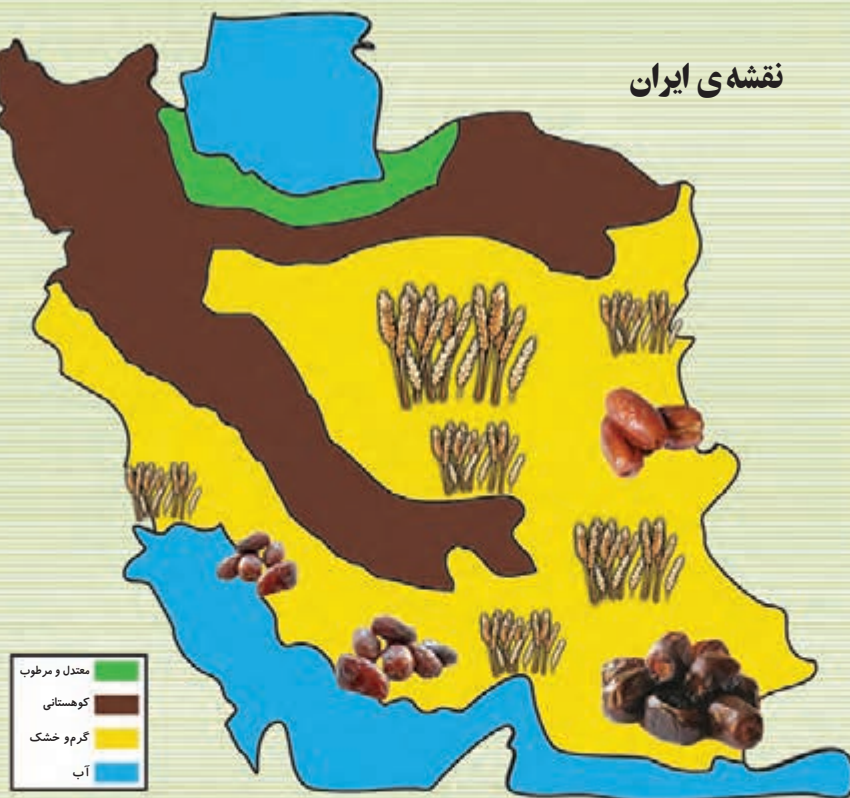 نقشه‌ی ایران
معتدل و مرطوب
کوهستانی
گرم و خشک
آب